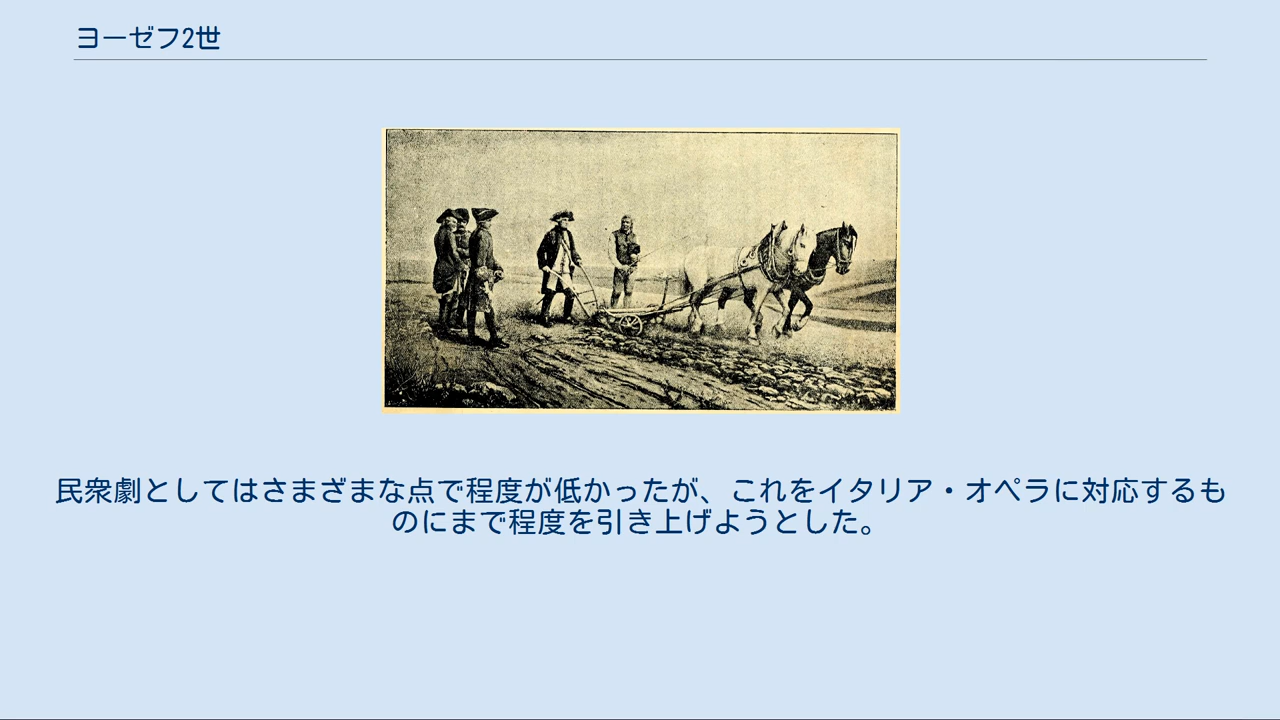 ヨーゼフ2世
民衆劇としてはさまざまな点で程度が低かったが、これをイタリア・オペラに対応するも
のにまで程度を引き上げようとした。